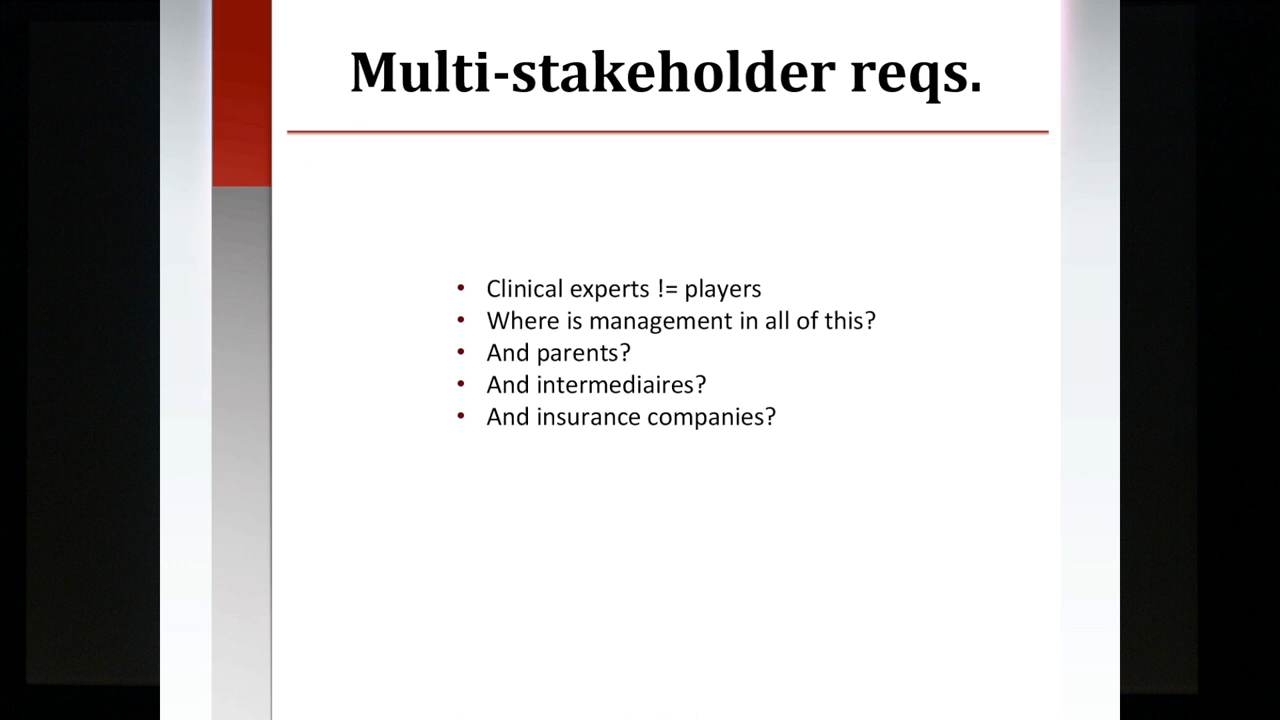 Multi-stakeholder reqs.
• Clinical experts != players
• Where is management in all of this?
• And parents?
• And intermediaires?
• And insurance companies?